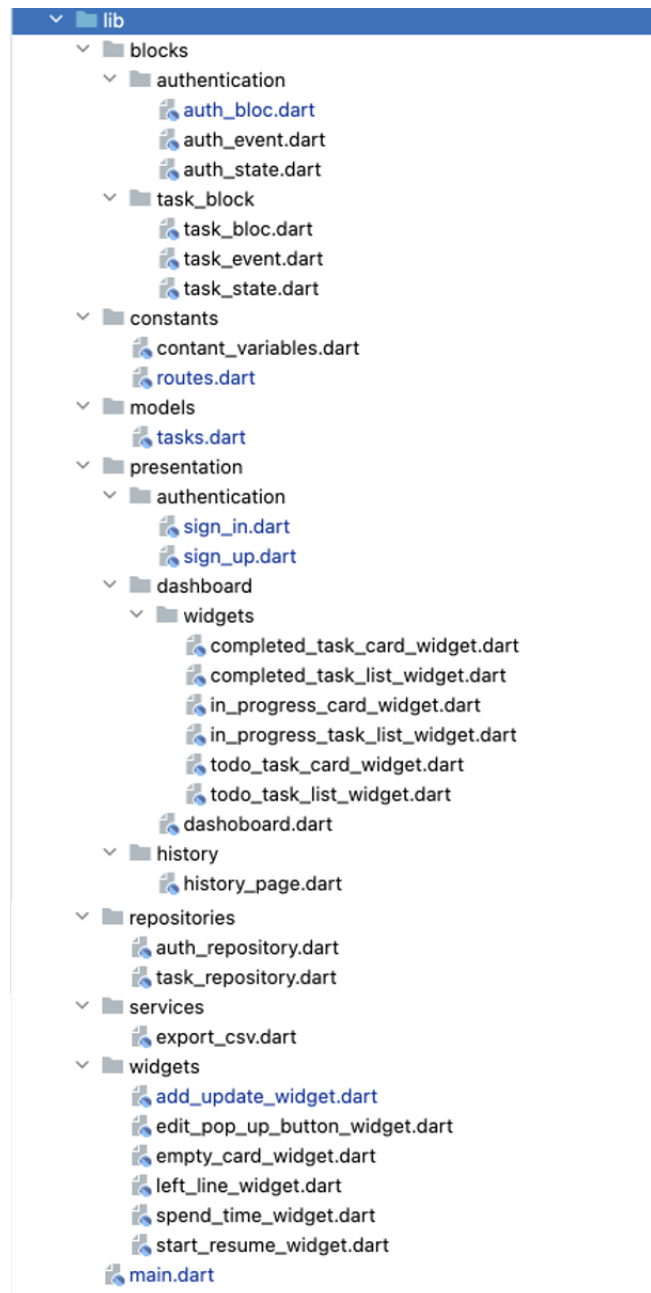 lib
blocks
authentication
auth_bloc.dart
auth_event.dart
auth_state.dart
task_block
task_bloc.dart
task_event.dart
task_state.dart
constants
contant_variables.dart
routes.dart
models
tasks.dart
presentation
authentication
sign_in.dart
sign_up.dart
dashboard
widgets
completed_task_card_widget.dart
completed_task_list_widget.dart
in_progress_card_widget.dart
in_progress_task_list_widget.dart
todo_task_card_widget.dart
todo_task_list_widget.dart
dashoboard.dart
history
history_page.dart
repositories
auth_repository.dart
task_repository.dart
services
export_csv.dart
widgets
add_update_widget.dart
edit_pop_up_button_widget.dart
empty_card_widget.dart
left_line_widget.dart
spend_time_widget.dart
start_resume_widget.dart
main.dart